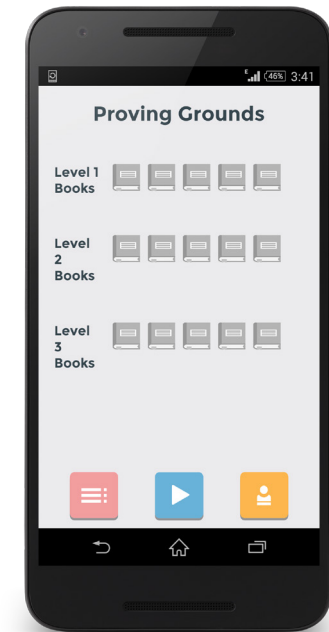 E 46% 3:41
Proving Grounds
Level 1
Books
Level
2
Books
Level
3
Books